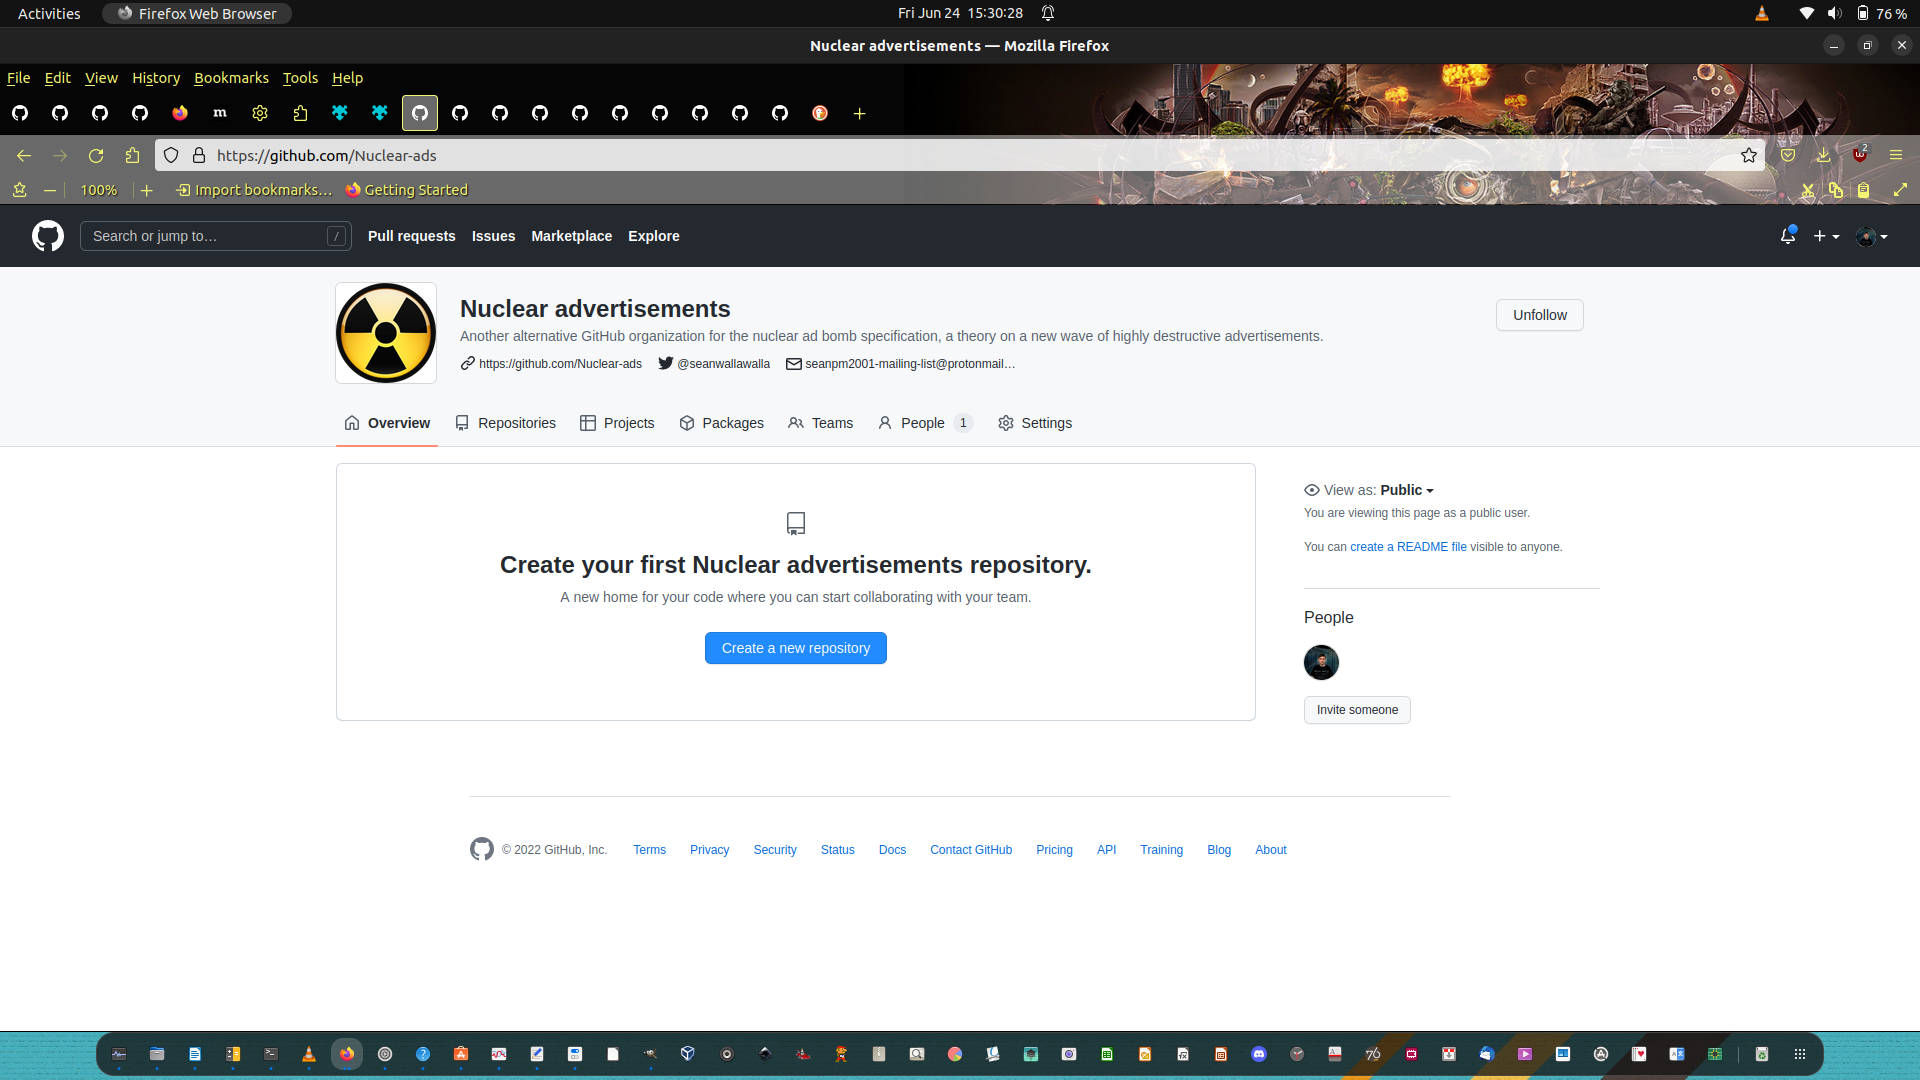 Activities Firefox Web Browser Fri Jun 24 15:30:28 76 %
Nuclear advertisements — Mozilla Firefox
File Edit View History Bookmarks Tools Help
m
https://github.com/Nuclear-ads 2
100% Import bookmarks… Getting Started
Search or jump to… / Pull requests Issues Marketplace Explore
Nuclear advertisements
Unfollow
Another alternative GitHub organization for the nuclear ad bomb specification, a theory on a new wave of highly destructive advertisements.
https://github.com/Nuclear-ads @seanwallawalla seanpm2001-mailing-list@protonmail…
Overview Repositories Projects Packages Teams People 1 Settings
View as: Public
You are viewing this page as a public user.
You can create a README file visible to anyone.
Create your first Nuclear advertisements repository.
A new home for your code where you can start collaborating with your team.
Create a new repository
People
Invite someone
© 2022 GitHub, Inc. Terms Privacy Security Status Docs Contact GitHub Pricing API Training Blog About
76